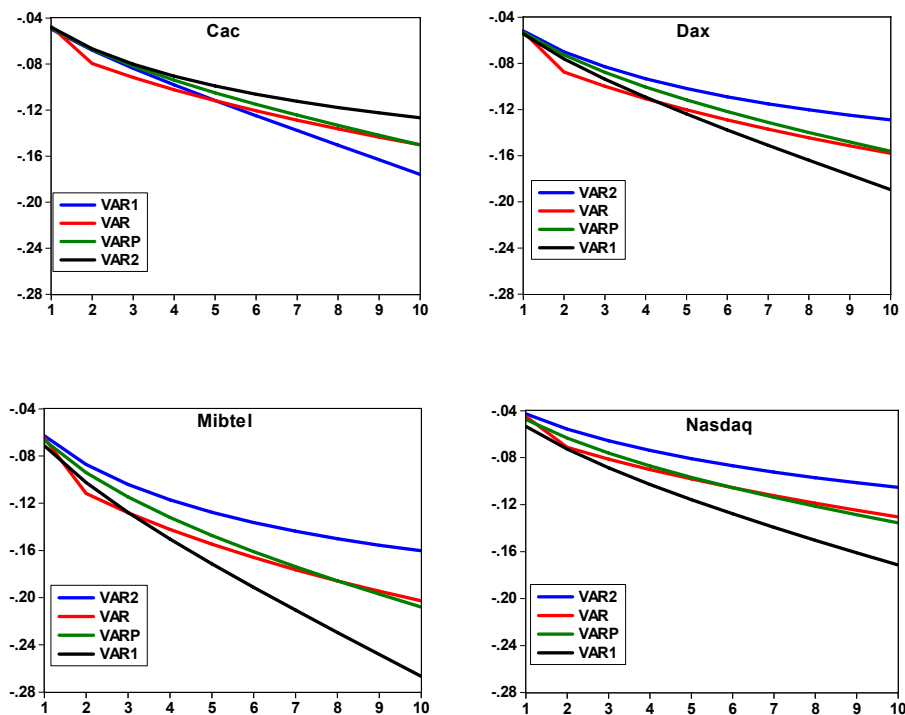 Cac
-.04
-.08
-.12
-.16
-.20
-.24
-.28
VAR1
VAR
VARP
VAR2
1 2 3 4 5 6 7 8 9 10
Dax
-.04
-.08
-.12
-.16
-.20
-.24
-.28
VAR2
VAR
VARP
VAR1
1 2 3 4 5 6 7 8 9 10
Mibtel
-.04
-.08
-.12
-.16
-.20
-.24
-.28
VAR2
VAR
VARP
VAR1
1 2 3 4 5 6 7 8 9 10
Nasdaq
-.04
-.08
-.12
-.16
-.20
-.24
-.28
VAR2
VAR
VARP
VAR1
1 2 3 4 5 6 7 8 9 10